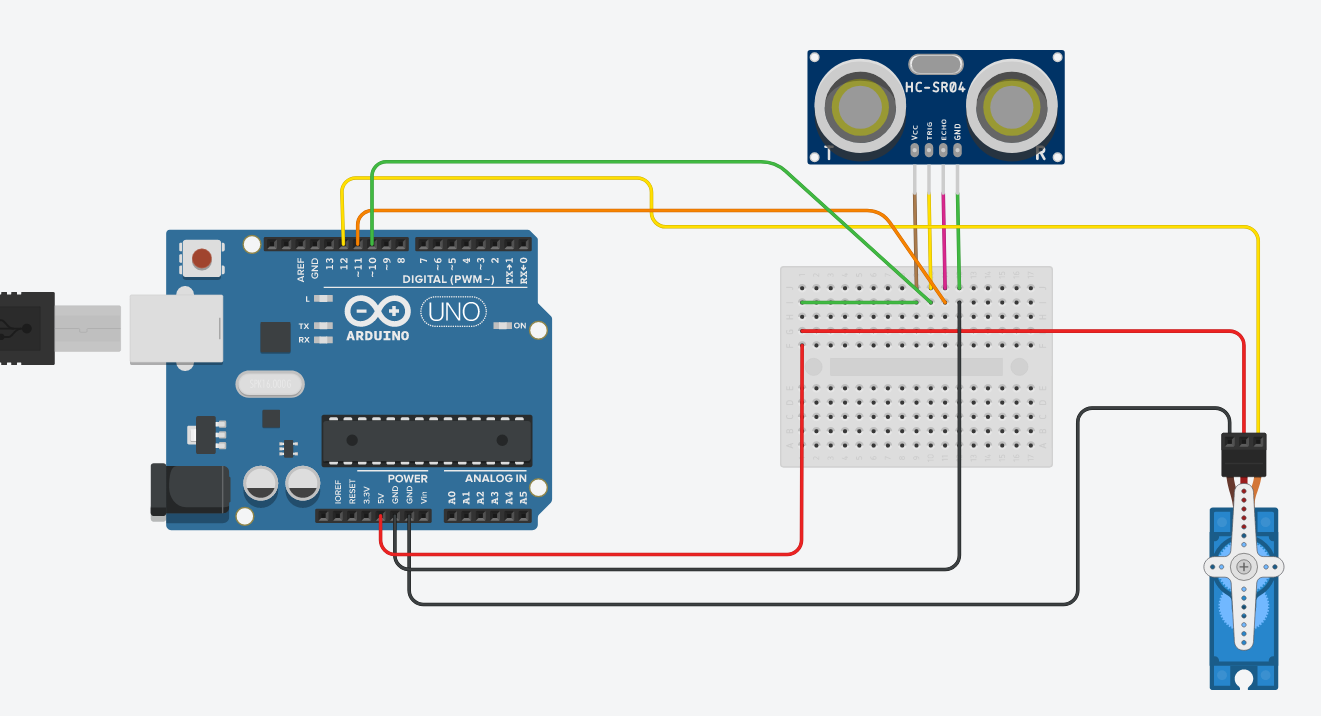 HC-SR04
VCC
TRIG
ECHO
GND
T
R
AREF
GND
13
12
~11
~10
~9
8
7
~6
~5
4
~3
2
TX→1
RX←0
DIGITAL (PWM~)
L
TX
RX
ARDUINO
UNO
ON
POWER
ANALOG IN
IOREF
RESET
3.3V
5V
GND
GND
Vin
A0
A1
A2
A3
A4
A5
J
I
H
G
F
E
D
C
B
A